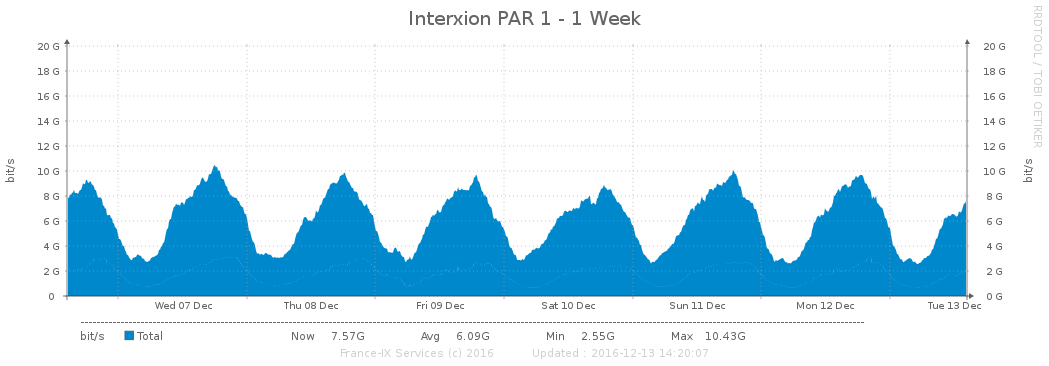 Interxion PAR 1 - 1 Week
RRDTOOL / TOBI OETIKER
20 G 20 G
18 G 18 G
16 G 16 G
14 G 14 G
12 G 12 G
10 G 10 G
8 G 8 G
6 G 6 G
4 G 4 G
2 G 2 G
0 0 G
bit/s
bit/s
Wed 07 Dec Thu 08 Dec Fri 09 Dec Sat 10 Dec Sun 11 Dec Mon 12 Dec Tue 13 Dec
bit/s Total Now 7.57G Avg 6.09G Min 2.55G Max 10.43G
France-IX Services (c) 2016 Updated : 2016-12-13 14:20:07